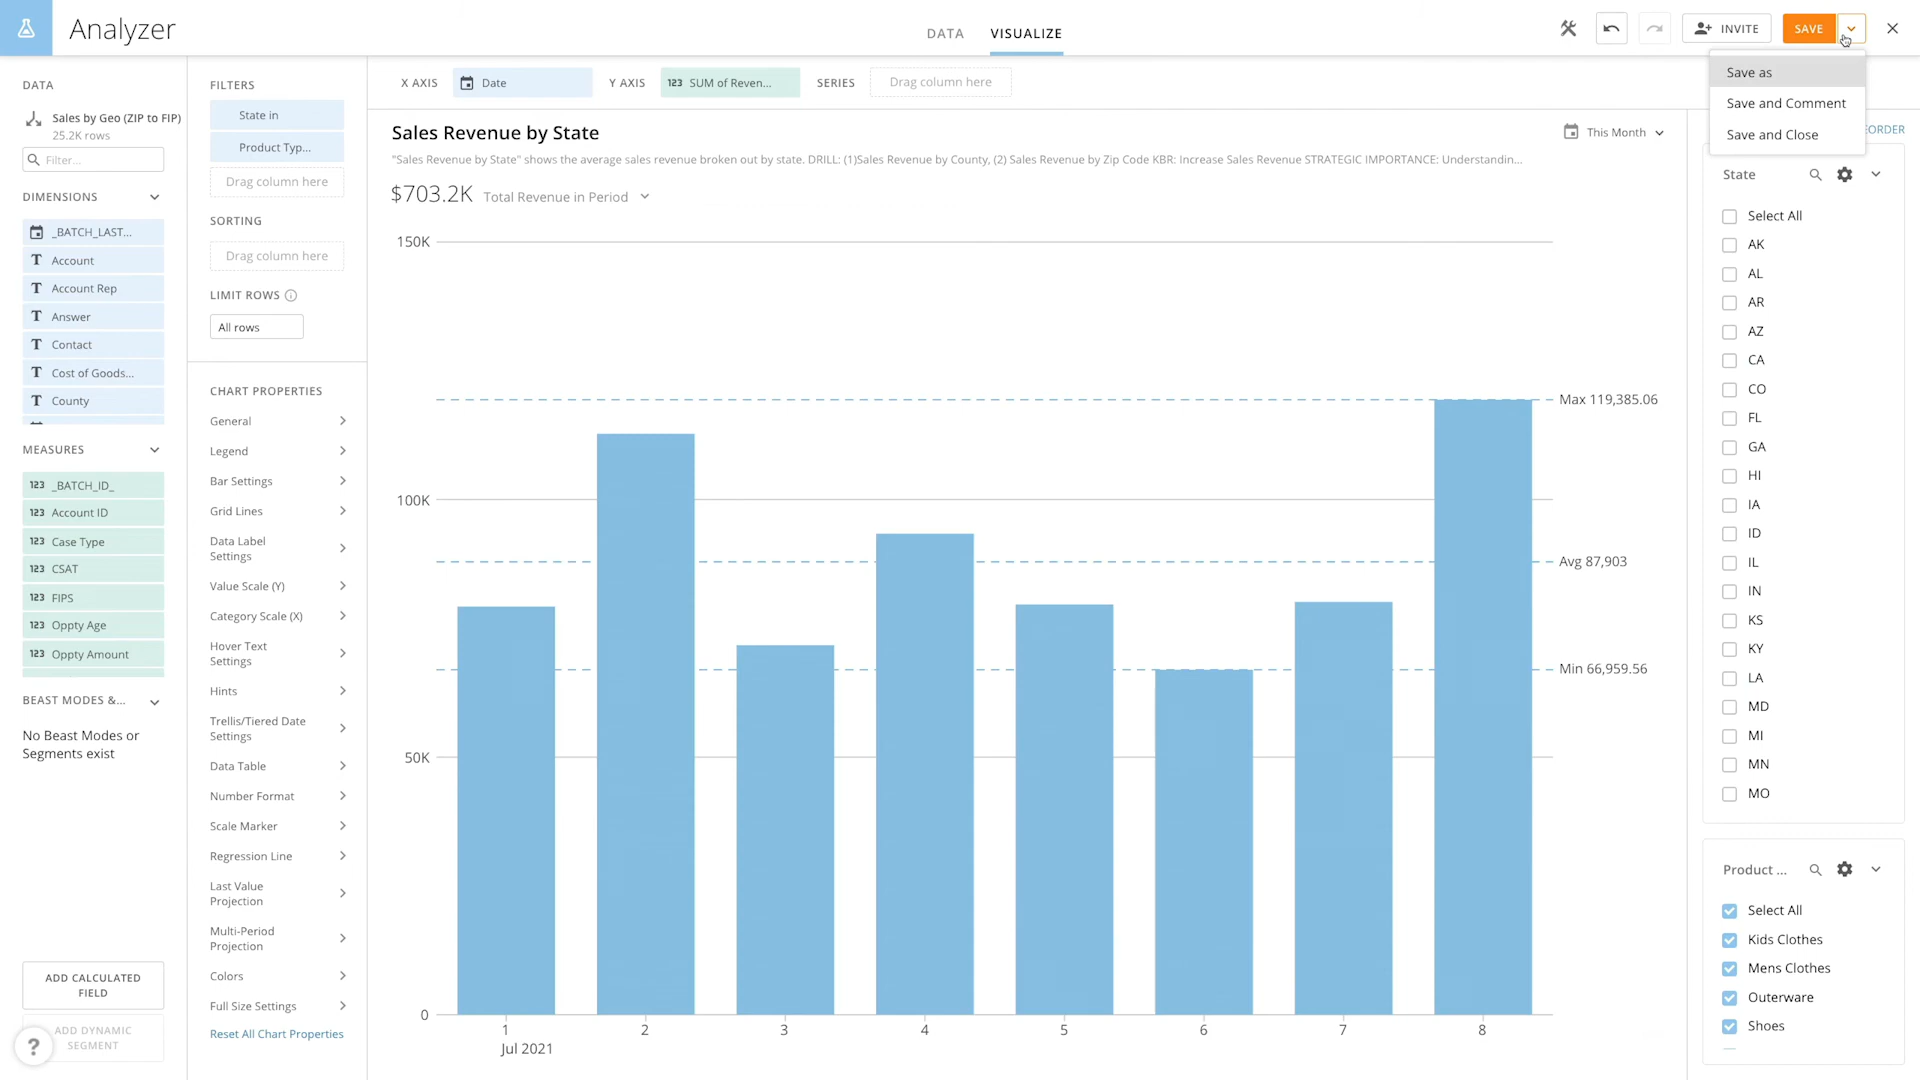 Analyzer
DATA
VISUALIZE
INVITE
SAVE
Save as
Save and Comment
Save and Close
DATA
Sales by Geo (ZIP to FIP)
25.2K rows
Filter...
DIMENSIONS
_BATCH_LAST...
Account
Account Rep
Answer
Contact
Cost of Goods...
County
MEASURES
123 _BATCH_ID_
123 Account ID
123 Case Type
123 CSAT
123 FIPS
123 Oppty Age
123 Oppty Amount
BEAST MODES &...
No Beast Modes or
Segments exist
ADD CALCULATED
FIELD
ADD DYNAMIC
SEGMENT
?
FILTERS
State in
Product Typ...
Drag column here
SORTING
Drag column here
LIMIT ROWS
All rows
CHART PROPERTIES
General
Legend
Bar Settings
Grid Lines
Data Label
Settings
Value Scale (Y)
Category Scale (X)
Hover Text
Settings
Hints
Trellis/Tiered Date
Settings
Data Table
Number Format
Scale Marker
Regression Line
Last Value
Projection
Multi-Period
Projection
Colors
Full Size Settings
Reset All Chart Properties
X AXIS
Date
Y AXIS
123 SUM of Reven...
SERIES
Drag column here
Sales Revenue by State
This Month
"Sales Revenue by State" shows the average sales revenue broken out by state. DRILL: (1)Sales Revenue by County, (2) Sales Revenue by Zip Code KBR: Increase Sales Revenue STRATEGIC IMPORTANCE: Understandin...
$703.2K Total Revenue in Period
150K
100K
50K
0
Max 119,385.06
Avg 87,903
Min 66,959.56
1 2 3 4 5 6 7 8
Jul 2021
EORDER
State
Select All
AK
AL
AR
AZ
CA
CO
FL
GA
HI
IA
ID
IL
IN
KS
KY
LA
MD
MI
MN
MO
Product ...
Select All
Kids Clothes
Mens Clothes
Outerware
Shoes